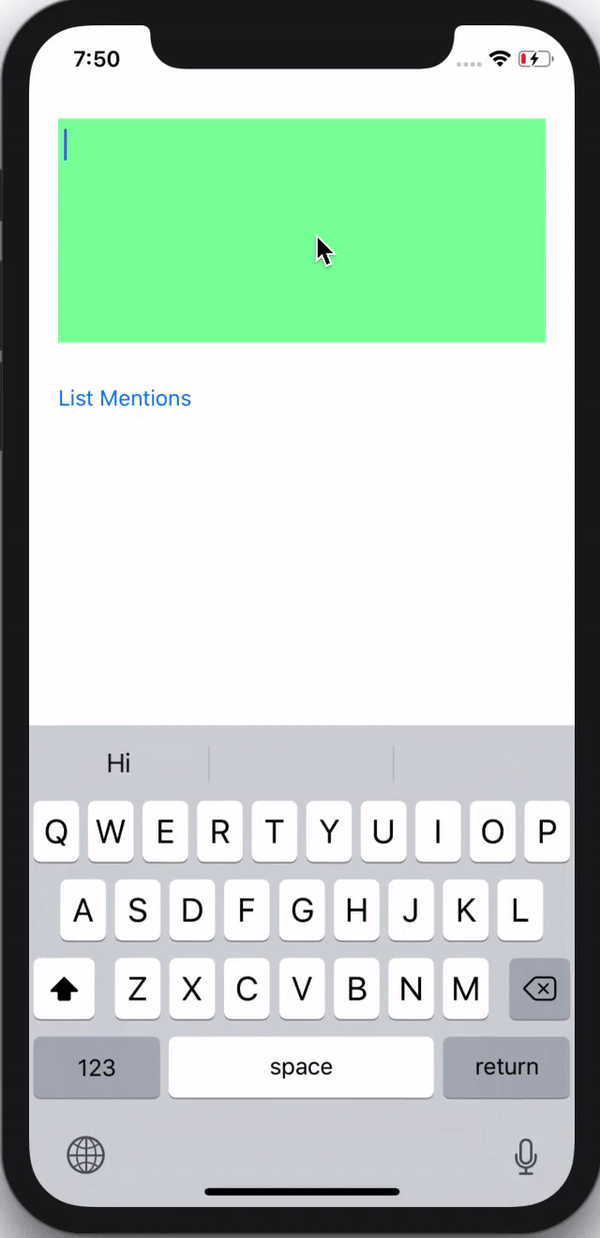 7:50
List Mentions
Hi
Q W E R T Y U I O P
A S D F G H J K L
Z X C V B N M
123 space return